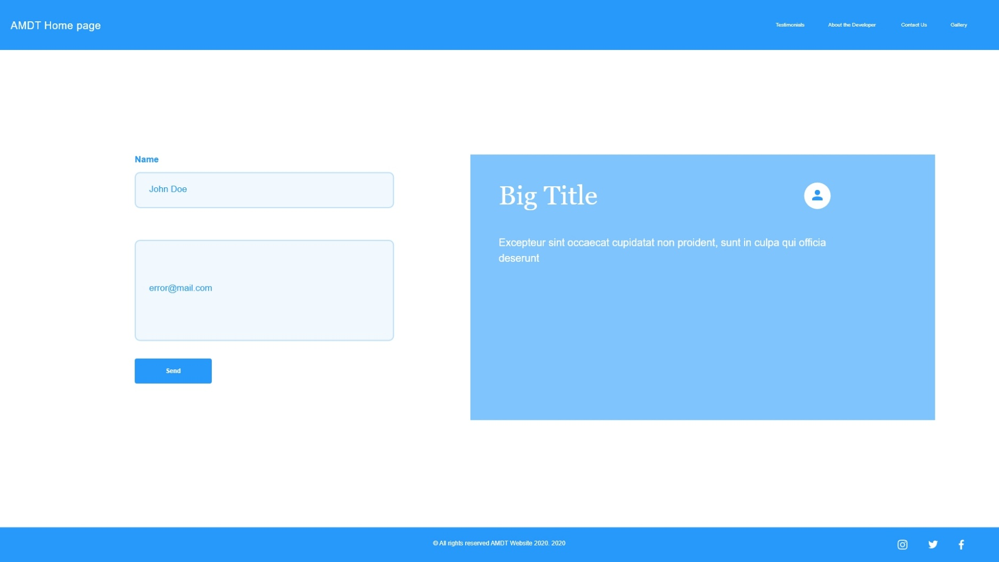 AMDT Home page
Testimonials
About the Developer
Contact Us
Gallery
Name
John Doe
error@mail.com
Send
Big Title
Excepteur sint occaecat cupidatat non proident, sunt in culpa qui officia
deserunt
© All rights reserved AMDT Website 2020. 2020